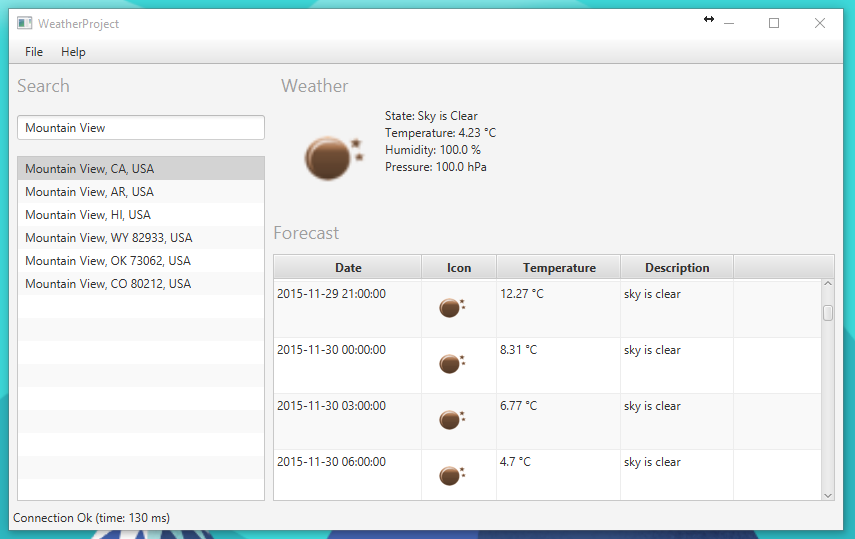 WeatherProject
File Help
Search
Mountain View
Mountain View, CA, USA
Mountain View, AR, USA
Mountain View, HI, USA
Mountain View, WY 82933, USA
Mountain View, OK 73062, USA
Mountain View, CO 80212, USA
Weather
State: Sky is Clear
Temperature: 4.23 °C
Humidity: 100.0 %
Pressure: 100.0 hPa
Forecast
Date Icon Temperature Description
2015-11-29 21:00:00 12.27 °C sky is clear
2015-11-30 00:00:00 8.31 °C sky is clear
2015-11-30 03:00:00 6.77 °C sky is clear
2015-11-30 06:00:00 4.7 °C sky is clear
Connection Ok (time: 130 ms)